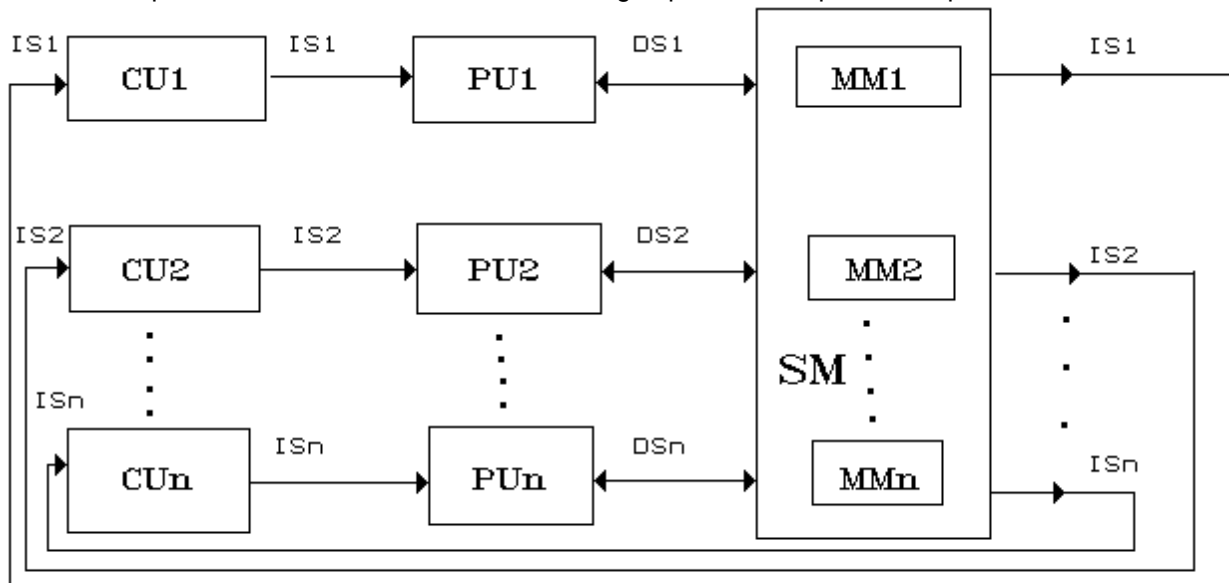 IS1 IS1 DS1 IS1
CU1 PU1 MM1
IS2 IS2 DS2 IS2
CU2 PU2 MM2
SM
ISn ISn DSn ISn
CUn PUn MMn